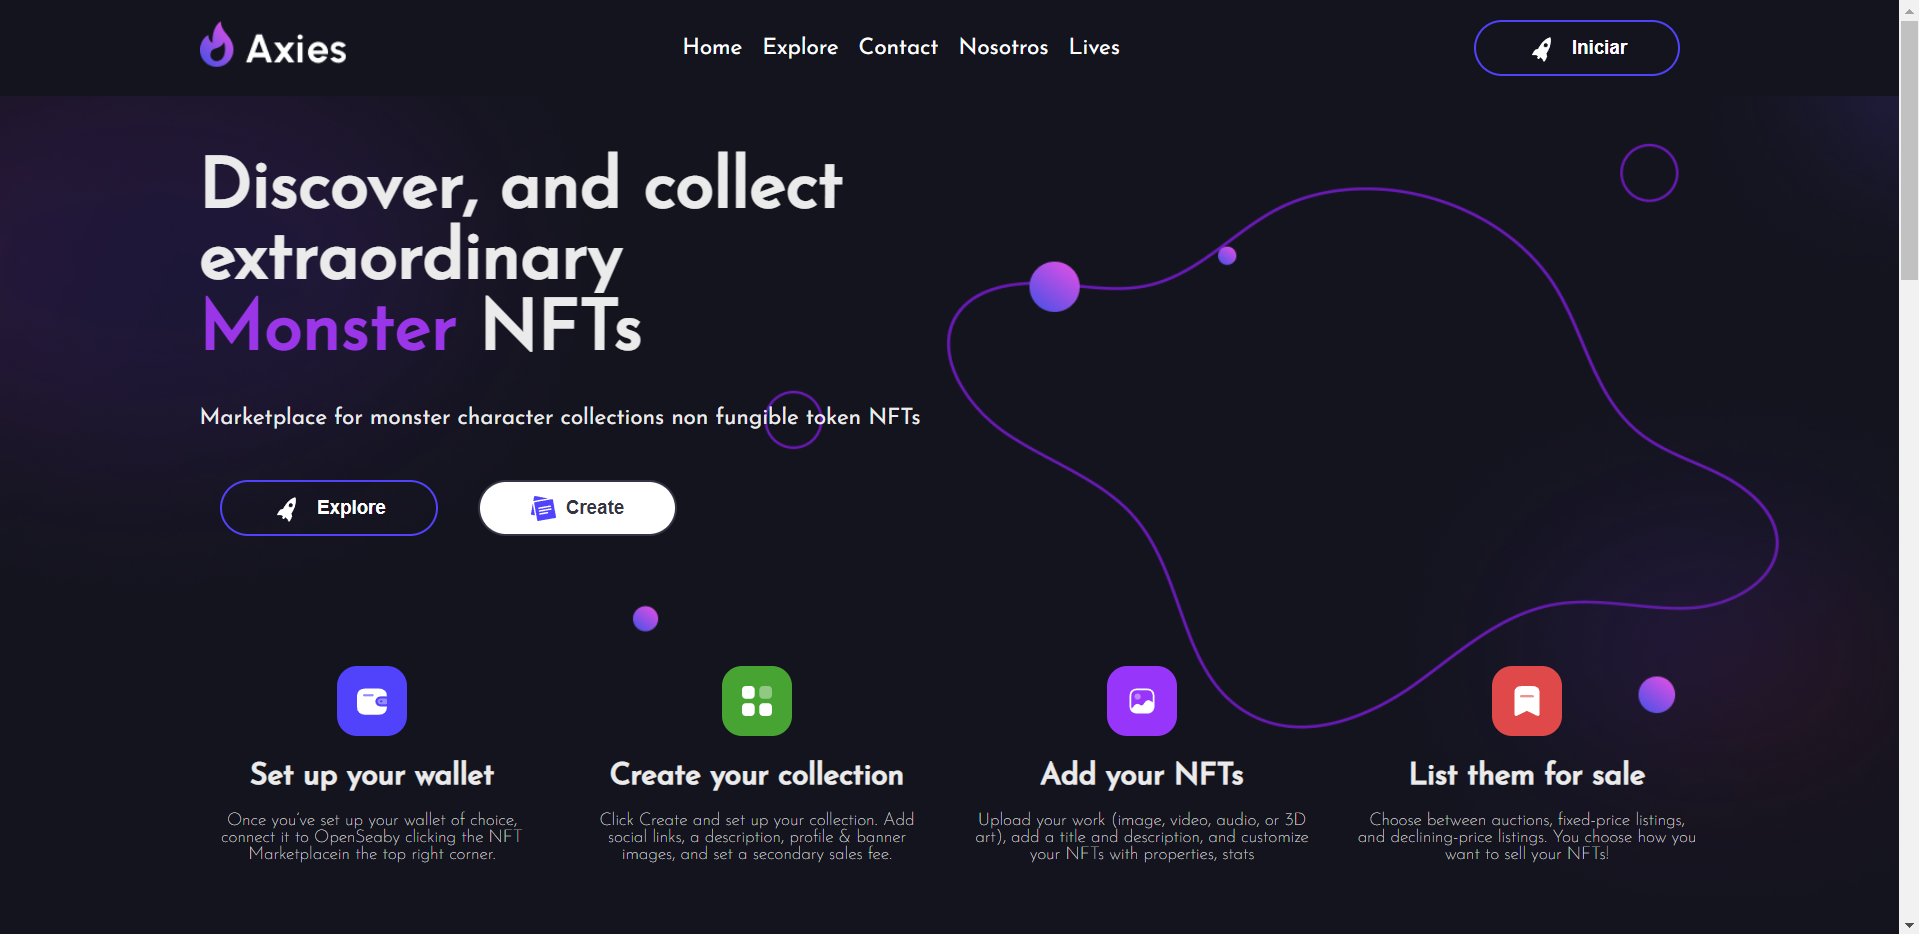 Axies
Home Explore Contact Nosotros Lives
Iniciar
Discover, and collect
extraordinary
Monster NFTs
Marketplace for monster character collections non fungible token NFTs
Explore
Create
Set up your wallet
Once you've set up your wallet of choice,
connect it to OpenSeaby clicking the NFT
Marketplacein the top right corner.
Create your collection
Click Create and set up your collection. Add
social links, a description, profile & banner
images, and set a secondary sales fee.
Add your NFTs
Upload your work (image, video, audio, or 3D
art), add a title and description, and customize
your NFTs with properties, stats
List them for sale
Choose between auctions, fixed-price listings,
and declining-price listings. You choose how you
want to sell your NFTs!